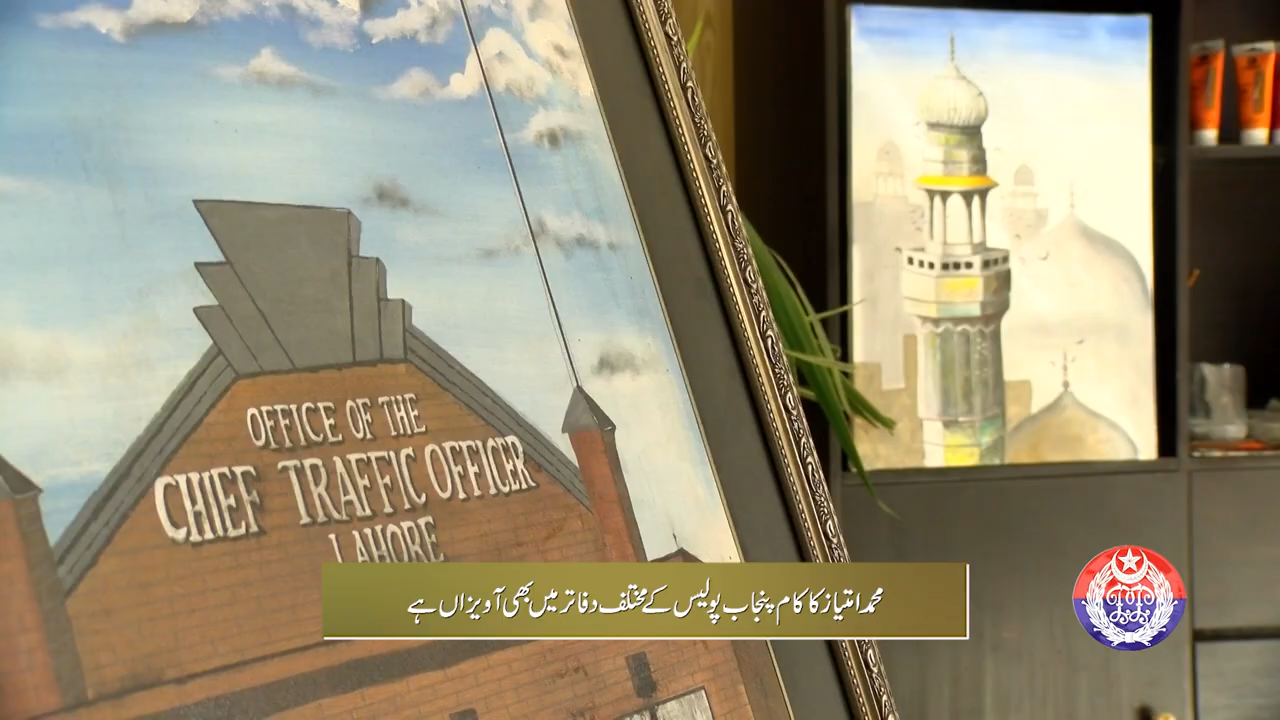 OFFICE OF THE
CHIEF TRAFFIC OFFICER
LAHORE
محمد امتیاز کا کام پنجاب پولیس کے مختلف دفاتر میں بھی آویزاں ہے